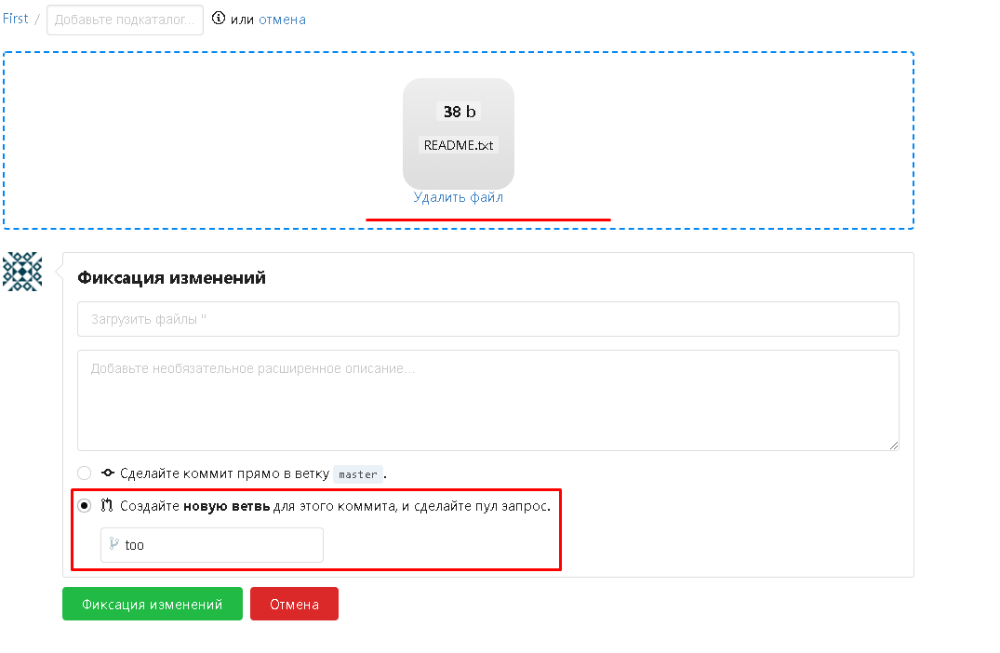 First / Добавьте подкаталог... или отмена
38 b
README.txt
Удалить файл
Фиксация изменений
Загрузить файлы "
Добавьте необязательное расширенное описание...
Сделайте коммит прямо в ветку master.
Создайте новую ветвь для этого коммита, и сделайте пул запрос.
too
Фиксация изменений Отмена